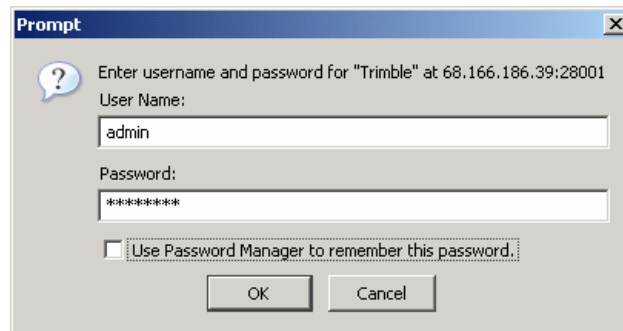 Prompt
Enter username and password for "Trimble" at 68.166.186.39:28001
User Name:
admin
Password:
********
Use Password Manager to remember this password.
OK Cancel